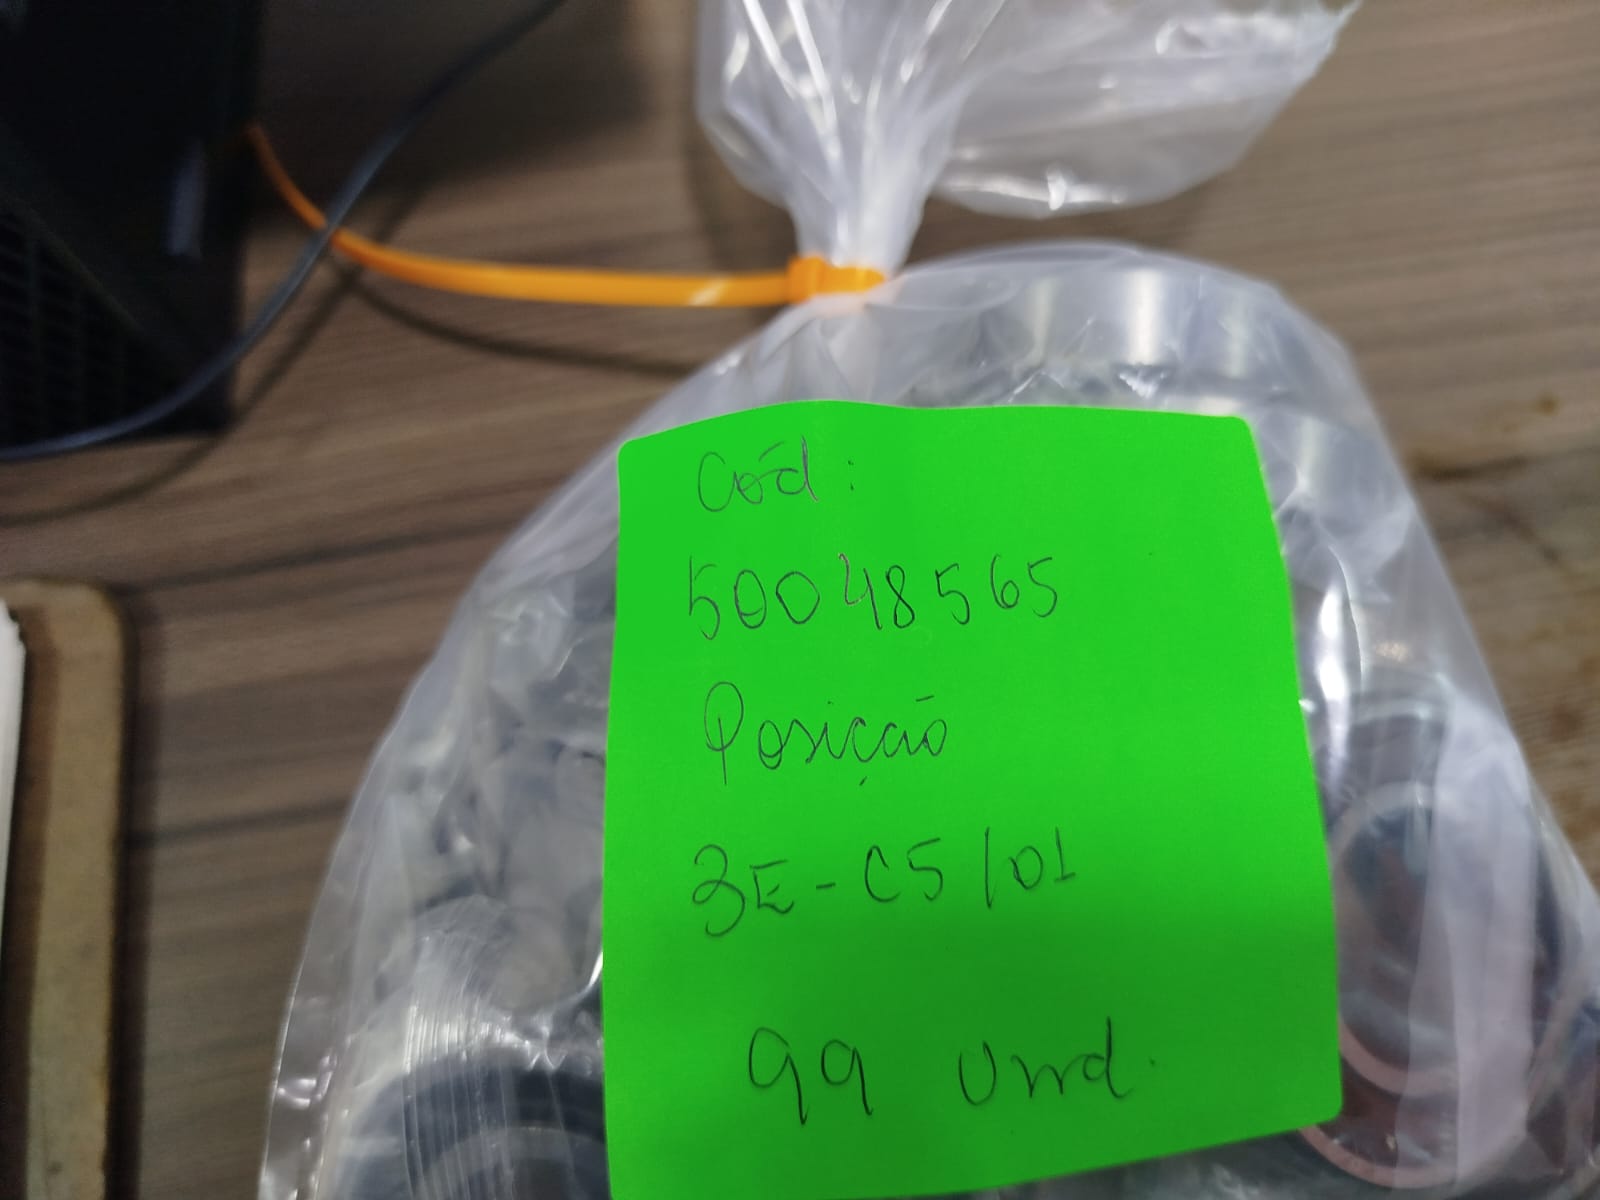 Cód:
50048565
Posição
3E-C5/01
99 Und.